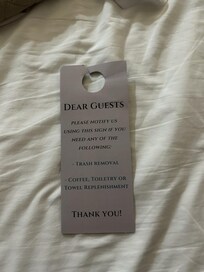 Dear Guests
Please notify us
using this sign if you
need any of the
following:
- Trash Removal
- Coffee, Toiletry or
Towel Replenishment
Thank you!